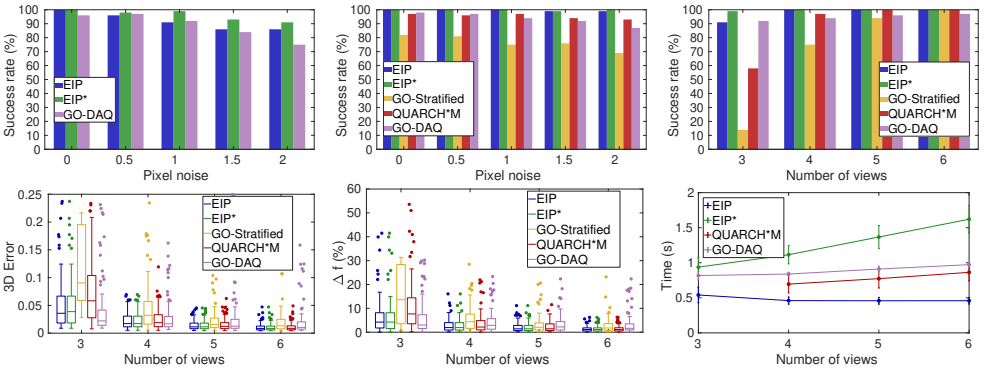 Success rate (%)
100
90
80
70
60
50
40
30
20
10
0
EIP
EIP*
GO-DAQ
0 0.5 1 1.5 2
Pixel noise
Success rate (%)
100
90
80
70
60
50
40
30
20
10
0
EIP
EIP*
GO-Stratified
QUARCH*M
GO-DAQ
0 0.5 1 1.5 2
Pixel noise
Success rate (%)
100
90
80
70
60
50
40
30
20
10
0
EIP
EIP*
GO-Stratified
QUARCH*M
GO-DAQ
3 4 5 6
Number of views
3D Error
0.25
0.2
0.15
0.1
0.05
0
EIP
EIP*
GO-Stratified
QUARCH*M
GO-DAQ
3 4 5 6
Number of views
Δ f (%)
60
50
40
30
20
10
0
EIP
EIP*
GO-Stratified
QUARCH*M
GO-DAQ
3 4 5 6
Number of views
Time (s)
2
1.5
1
0.5
0
EIP
EIP*
QUARCH*M
GO-DAQ
3 4 5 6
Number of views